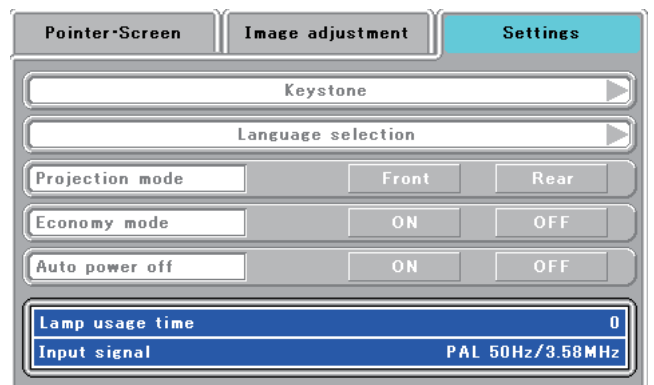 Pointer·Screen Image adjustment Settings
Keystone
Language selection
Projection mode Front Rear
Economy mode ON OFF
Auto power off ON OFF
Lamp usage time 0
Input signal PAL 50Hz/3.58MHz